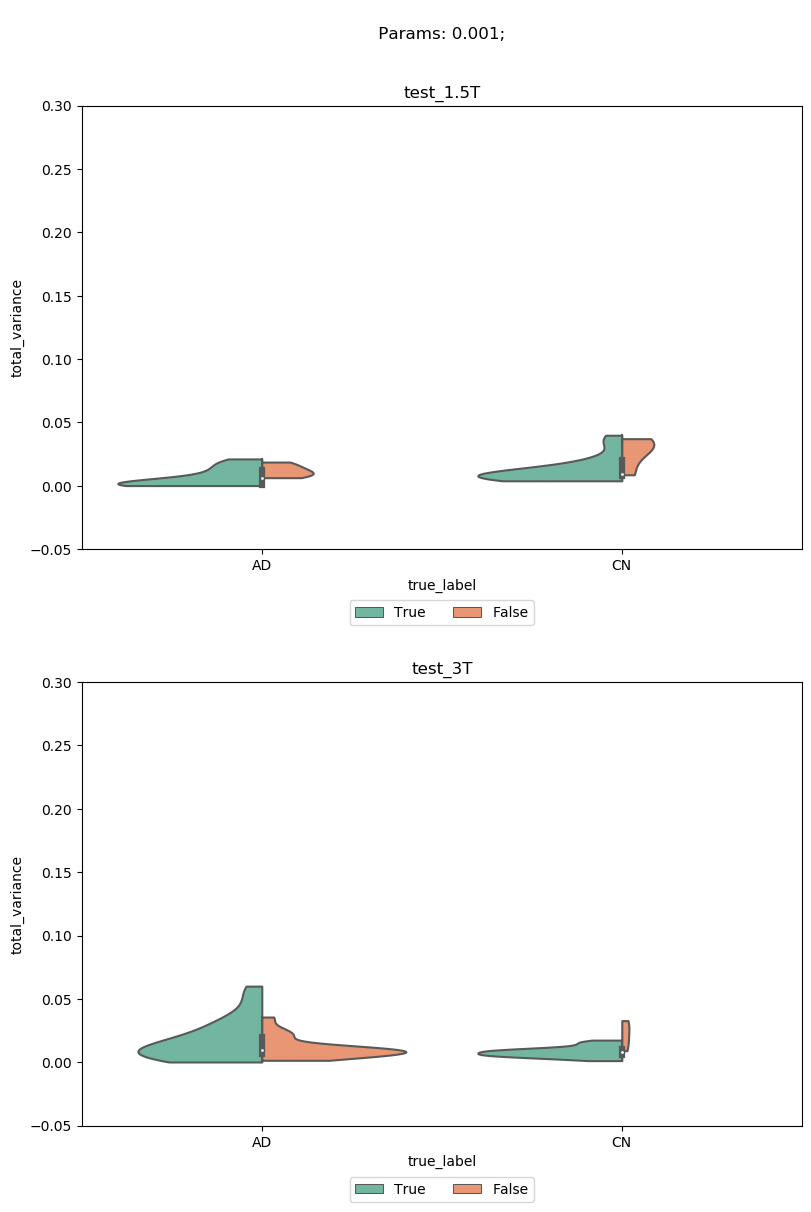 Params: 0.001;
test_1.5T
0.30
0.25
0.20
0.15
0.10
0.05
0.00
−0.05
total_variance
AD CN
true_label
True False
test_3T
0.30
0.25
0.20
0.15
0.10
0.05
0.00
−0.05
total_variance
AD CN
true_label
True False